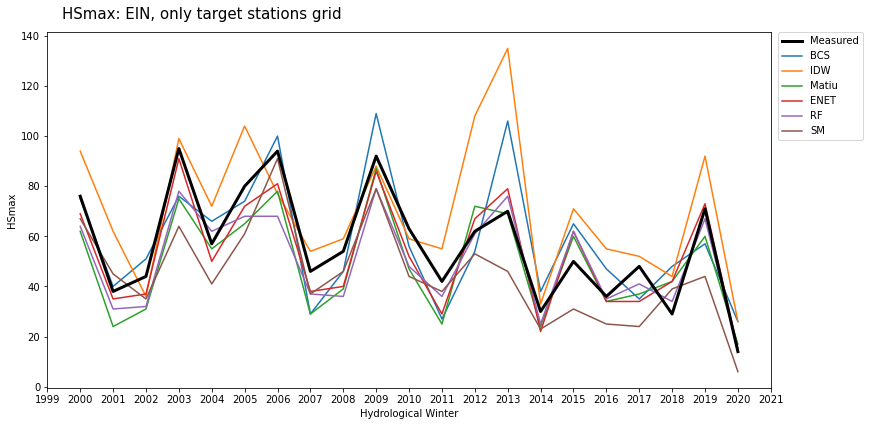 HSmax: EIN, only target stations grid
Measured
BCS
IDW
Matiu
ENET
RF
SM
HSmax
140
120
100
80
60
40
20
0
1999 2000 2001 2002 2003 2004 2005 2006 2007 2008 2009 2010 2011 2012 2013 2014 2015 2016 2017 2018 2019 2020 2021
Hydrological Winter